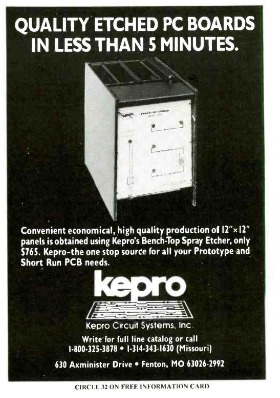 QUALITY ETCHED PC BOARDS
IN LESS THAN 5 MINUTES.
Convenient economical, high quality production of 12"×12"
panels is obtained using Kepro's Bench-Top Spray Etcher, only
$765. Kepro-the one stop source for all your Prototype and
Short Run PCB needs.
kepro
Kepro Circuit Systems, Inc.
Write for full line catalog or call
1-800-325-3878 • 1-314-343-1630 (Missouri)
630 Axminister Drive • Fenton, MO 63026-2992
CIRCLE 32 ON FREE INFORMATION CARD